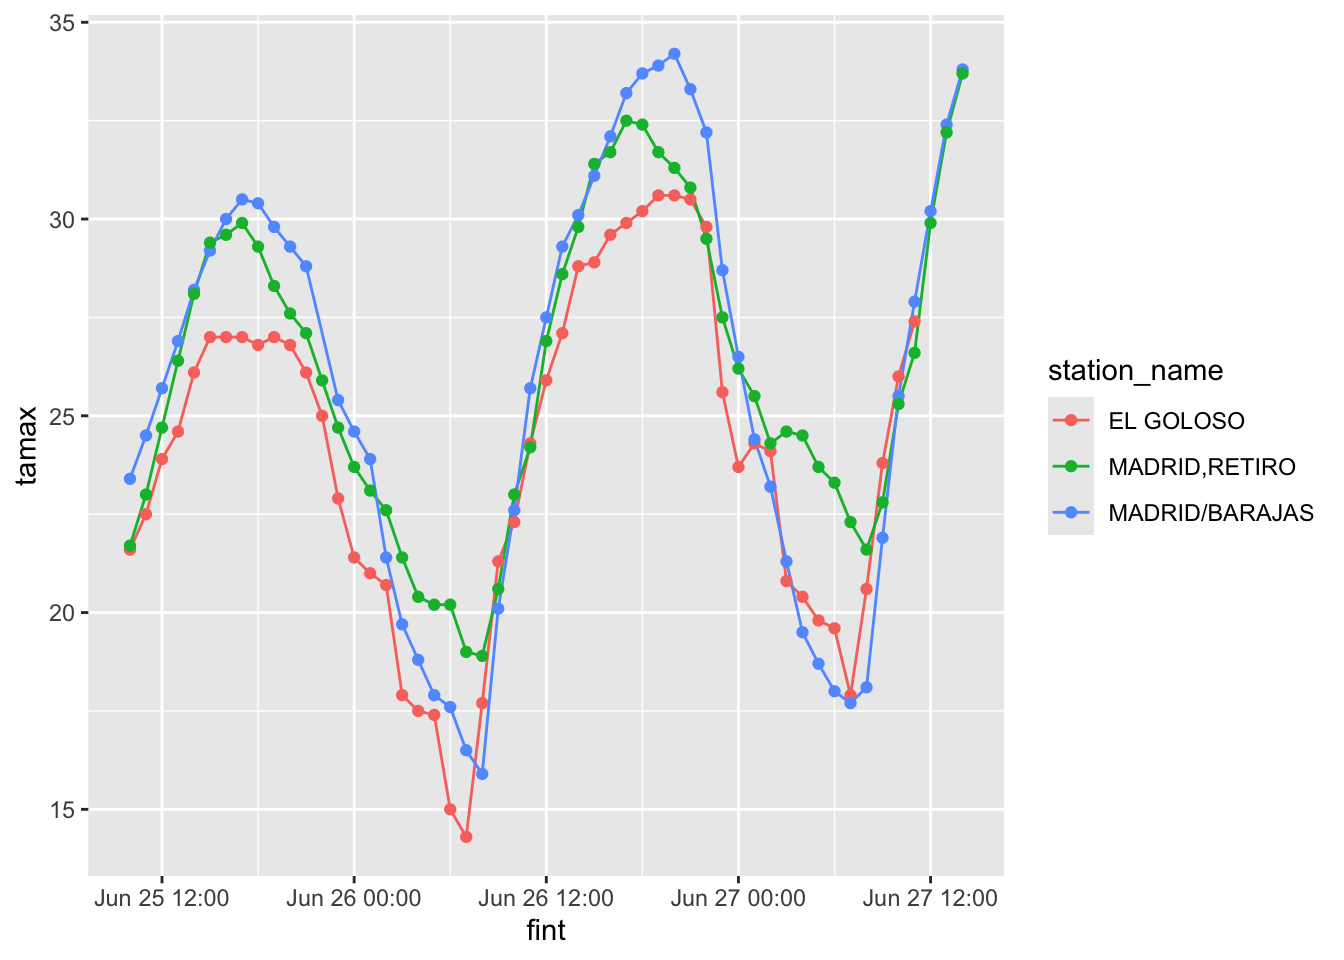 35
30
25
20
15
tamax
Jun 25 12:00
Jun 26 00:00
Jun 26 12:00
Jun 27 00:00
Jun 27 12:00
fint
station_name
EL GOLOSO
MADRID,RETIRO
MADRID/BARAJAS